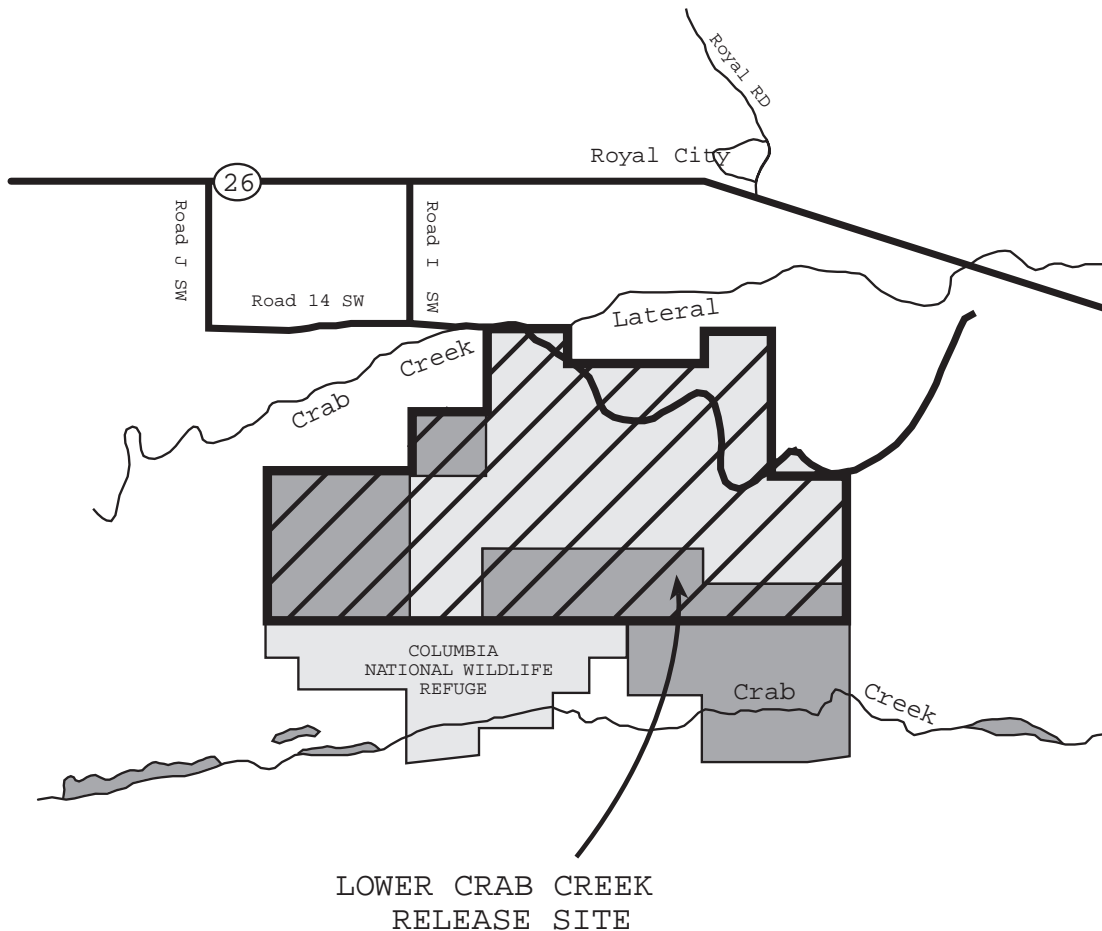 Royal RD
Royal City
26
Road J SW
Road I SW
Road 14 SW
Lateral
Creek
Crab
COLUMBIA
NATIONAL WILDLIFE
REFUGE
Crab
Creek
LOWER CRAB CREEK
RELEASE SITE